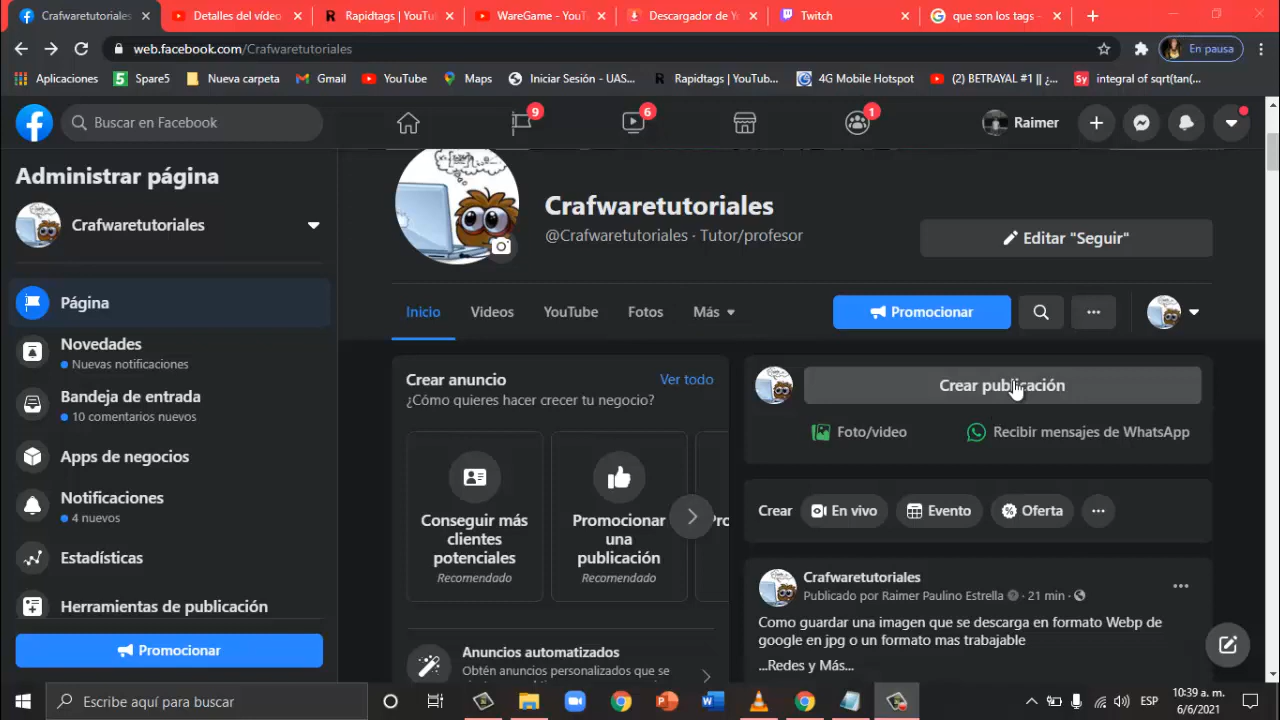 Crafwaretutoriales
Detalles del vídeo
Rapidtags | YouTu
WareGame - YouT
Descargador de Y
Twitch
que son los tags -
web.facebook.com/Crafwaretutoriales
En pausa
Aplicaciones
Spare5
Nueva carpeta
Gmail
YouTube
Maps
Iniciar Sesión - UAS...
Rapidtags | YouTub...
4G Mobile Hotspot
(2) BETRAYAL #1 || ¿...
Sy integral of sqrt(tan(...
Buscar en Facebook
9
6
1
Raimer
Administrar página
Crafwaretutoriales
Página
Novedades
Nuevas notificaciones
Bandeja de entrada
10 comentarios nuevos
Apps de negocios
Notificaciones
4 nuevos
Estadísticas
Herramientas de publicación
Promocionar
Crafwaretutoriales
@Crafwaretutoriales · Tutor/profesor
Editar "Seguir"
Inicio
Videos
YouTube
Fotos
Más
Promocionar
Crear anuncio
Ver todo
¿Cómo quieres hacer crecer tu negocio?
Conseguir más
clientes
potenciales
Recomendado
Promocionar
una
publicación
Recomendado
Anuncios automatizados
Obtén anuncios personalizados que se
Crear publicación
Foto/video
Recibir mensajes de WhatsApp
Crear
En vivo
Evento
Oferta
Crafwaretutoriales
Publicado por Raimer Paulino Estrella · 21 min ·
Como guardar una imagen que se descarga en formato Webp de
google en jpg o un formato mas trabajable
...Redes y Más...
Escribe aquí para buscar
ESP
10:39 a. m.
6/6/2021